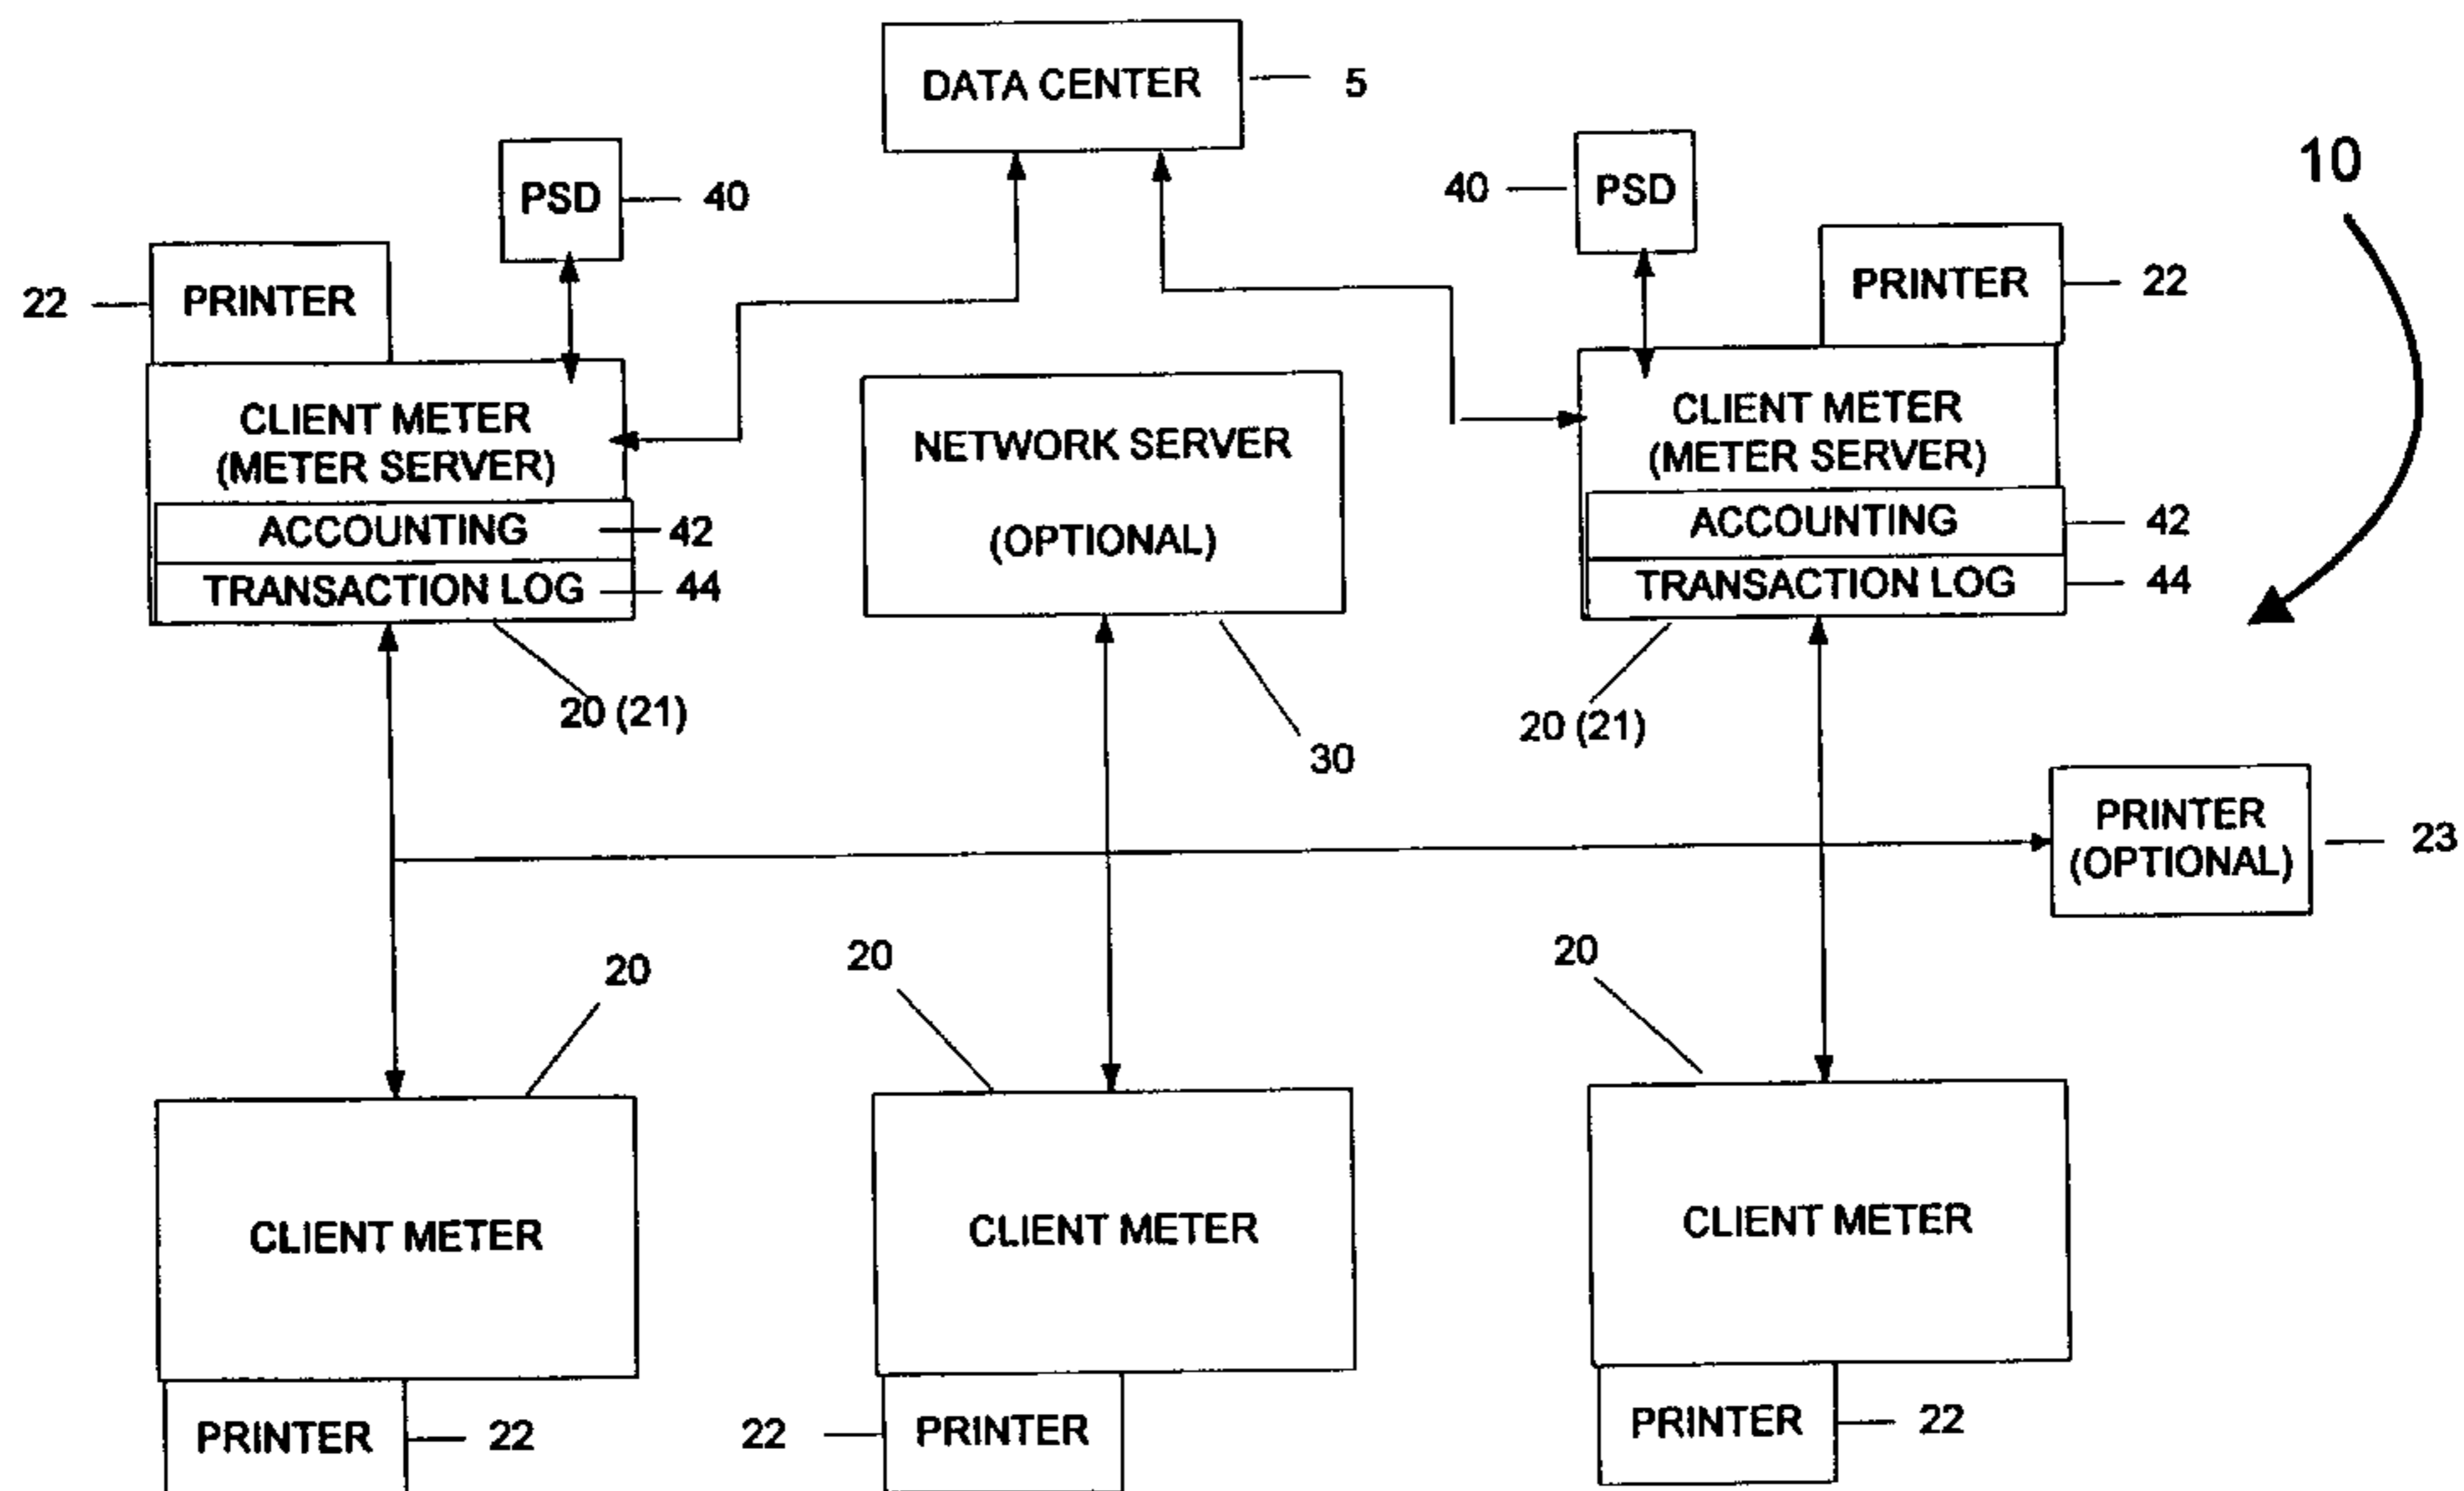 DATA CENTER
5
PSD
40
40
PSD
10
22
PRINTER
PRINTER
22
CLIENT METER
(METER SERVER)
NETWORK SERVER
(OPTIONAL)
CLIENT METER
(METER SERVER)
ACCOUNTING
42
TRANSACTION LOG
44
ACCOUNTING
42
TRANSACTION LOG
44
20 (21)
30
20 (21)
PRINTER
(OPTIONAL)
23
20
20
20
CLIENT METER
CLIENT METER
CLIENT METER
PRINTER
22
22
PRINTER
PRINTER
22